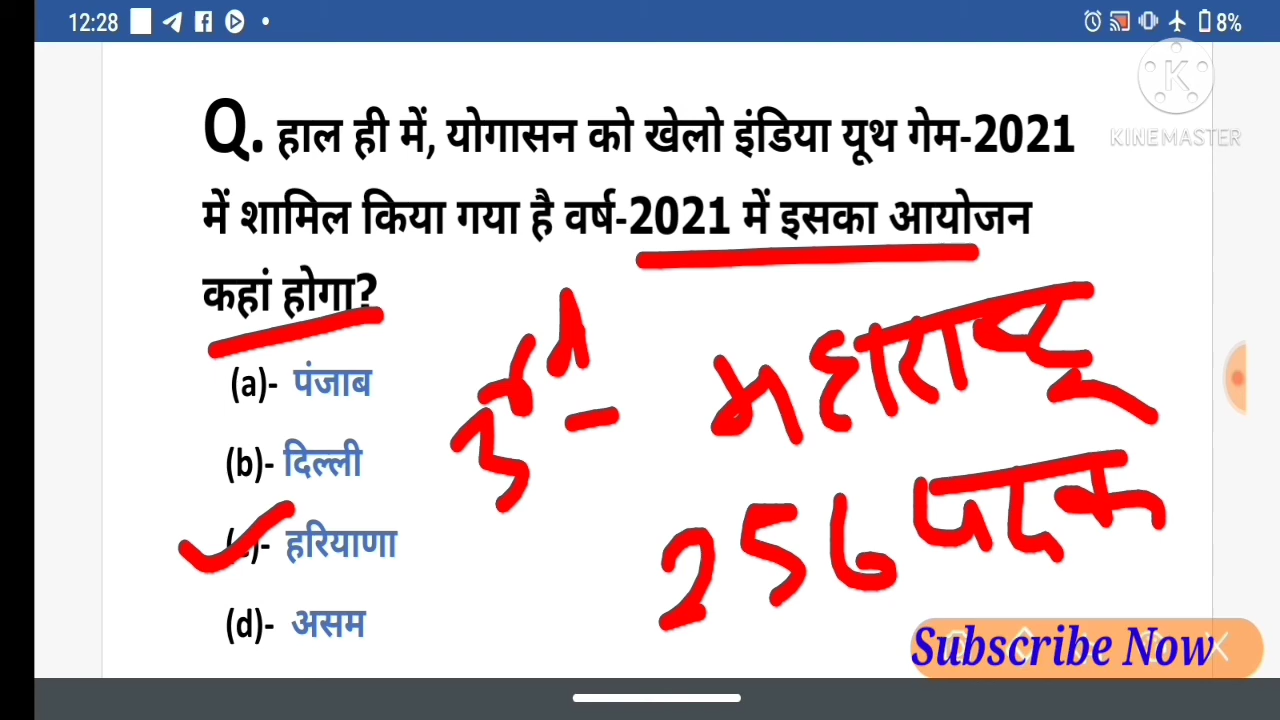 12:28
8%
KINEMASTER
Q. हाल ही में, योगासन को खेलो इंडिया यूथ गेम-2021
में शामिल किया गया है वर्ष-2021 में इसका आयोजन
कहां होगा?
(a)- पंजाब
(b)- दिल्ली
(c)- हरियाणा
(d)- असम
3rd - महाराष्ट्र
256 पदक
Subscribe Now